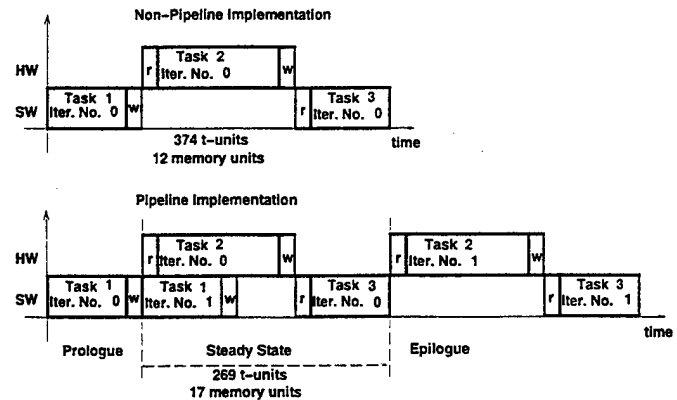 Non-Pipeline Implementation
HW
r
Task 2
Iter. No. 0
w
SW
Task 1
Iter. No. 0
w
r
Task 3
Iter. No. 0
374 t-units
12 memory units
time
Pipeline Implementation
HW
r
Task 2
Iter. No. 0
w
r
Task 2
Iter. No. 1
w
SW
Task 1
Iter. No. 0
w
Task 1
Iter. No. 1
w
r
Task 3
Iter. No. 0
r
Task 3
Iter. No. 1
time
Prologue
Steady State
Epilogue
269 t-units
17 memory units